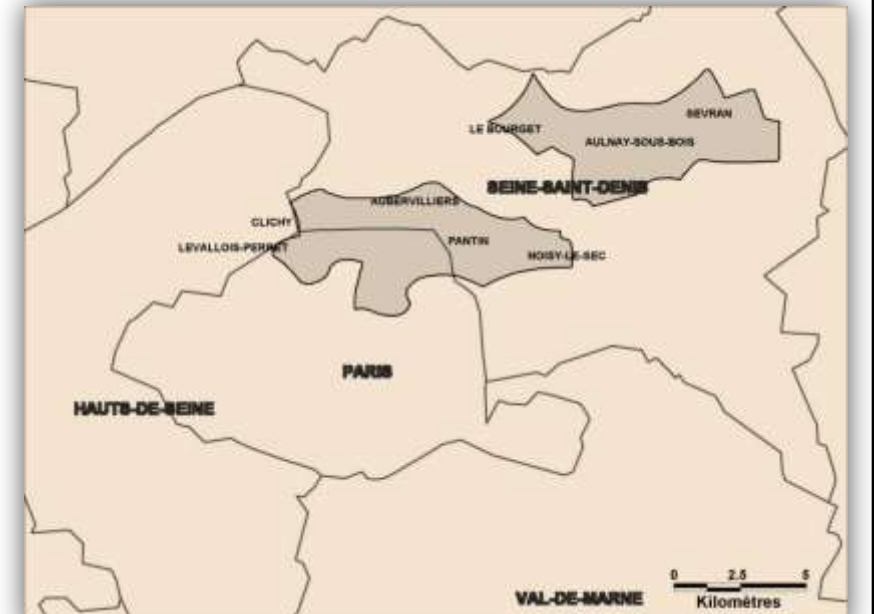 SEVRAN
LE BOURGET
AULNAY-SOUS-BOIS
SEINE-SAINT-DENIS
AUBERVILLIERS
CLICHY
PANTIN
LEVALLOIS-PERRET
NOISY-LE-SEC
PARIS
HAUTS-DE-SEINE
0 2.5 5
VAL-DE-MARNE
Kilomètres